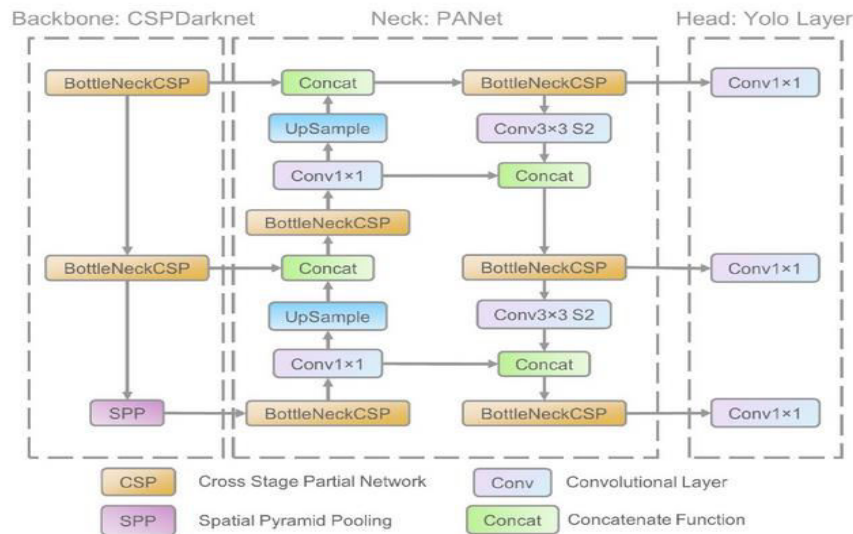 Backbone: CSPDarknet Neck: PANet Head: Yolo Layer
BottleNeckCSP Concat BottleNeckCSP Conv1×1
UpSample Conv3×3 S2
Conv1×1 Concat
BottleNeckCSP
BottleNeckCSP Concat BottleNeckCSP Conv1×1
UpSample Conv3×3 S2
Conv1×1 Concat
SPP BottleNeckCSP BottleNeckCSP Conv1×1
CSP Cross Stage Partial Network Conv Convolutional Layer
SPP Spatial Pyramid Pooling Concat Concatenate Function